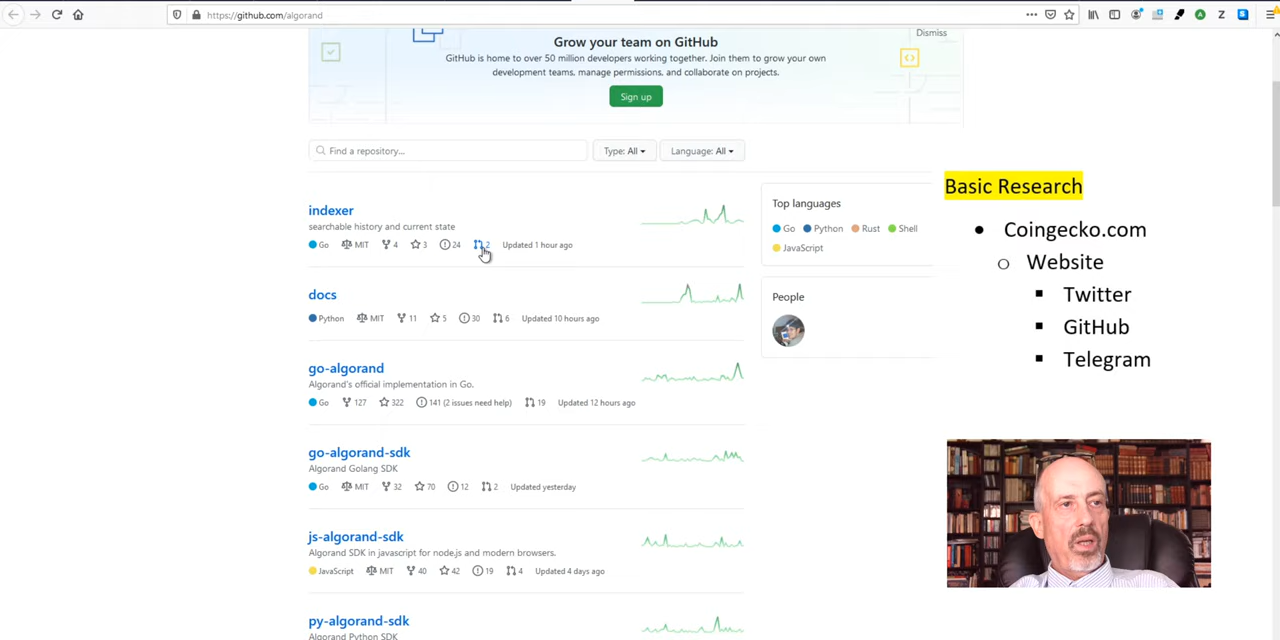 https://github.com/algorand
Grow your team on GitHub
Dismiss
GitHub is home to over 50 million developers working together. Join them to grow your own
development teams, manage permissions, and collaborate on projects.
Sign up
Find a repository...
Type: All
Language: All
indexer
searchable history and current state
Go MIT 4 3 24 2 Updated 1 hour ago
docs
Python MIT 11 5 30 6 Updated 10 hours ago
go-algorand
Algorand's official implementation in Go.
Go 127 322 141 (2 issues need help) 19 Updated 12 hours ago
go-algorand-sdk
Algorand Golang SDK
Go MIT 32 70 12 2 Updated yesterday
js-algorand-sdk
Algorand SDK in javascript for node.js and modern browsers.
JavaScript MIT 40 42 19 4 Updated 4 days ago
py-algorand-sdk
Algorand Python SDK
Top languages
Go Python Rust Shell
JavaScript
People
Basic Research
Coingecko.com
Website
Twitter
GitHub
Telegram